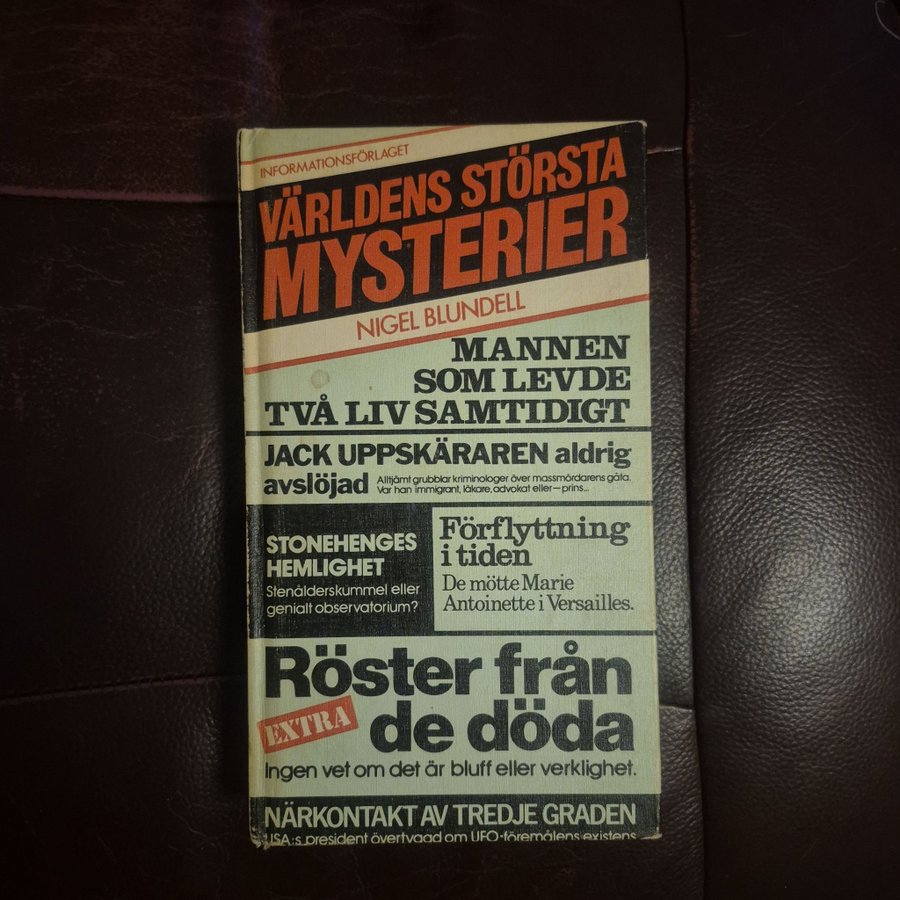 INFORMATIONSFÖRLAGET
VÄRLDENS STÖRSTA
MYSTERIER
NIGEL BLUNDELL
MANNEN
SOM LEVDE
TVÅ LIV SAMTIDIGT
JACK UPPSKÄRAREN aldrig
avslöjad
Alltjämt grubblar kriminologer över massmördarens gåta.
Var han immigrant, läkare, advokat eller—prins...
STONEHENGES
HEMLIGHET
Stenålderskummel eller
genialt observatorium?
Förflyttning
i tiden
De mötte Marie
Antoinette i Versailles.
Röster från
de döda
EXTRA
Ingen vet om det är bluff eller verklighet.
NÄRKONTAKT AV TREDJE GRADEN
USA:s president övertygad om UFO-föremålens existens